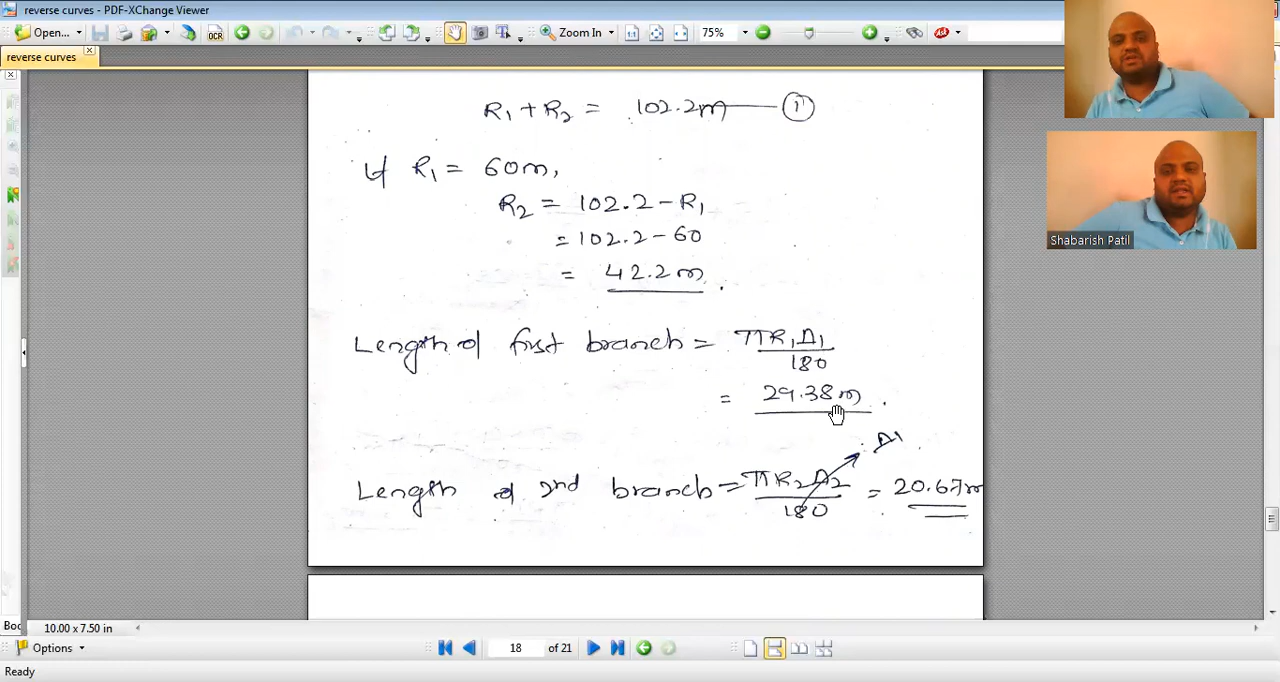 reverse curves - PDF-XChange Viewer
Open...
OCR
Zoom In
75%
reverse curves
R1 + R2 = 102.2m ①
If R1 = 60m,
R2 = 102.2 - R1
= 102.2 - 60
= 42.2m.
Length of first branch = πR1Δ1/180
= 29.38m.
Δ1
Length of 2nd branch = πR2Δ2/180 = 20.67m
Shabarish Patil
10.00 x 7.50 in
Options
18 of 21
Ready